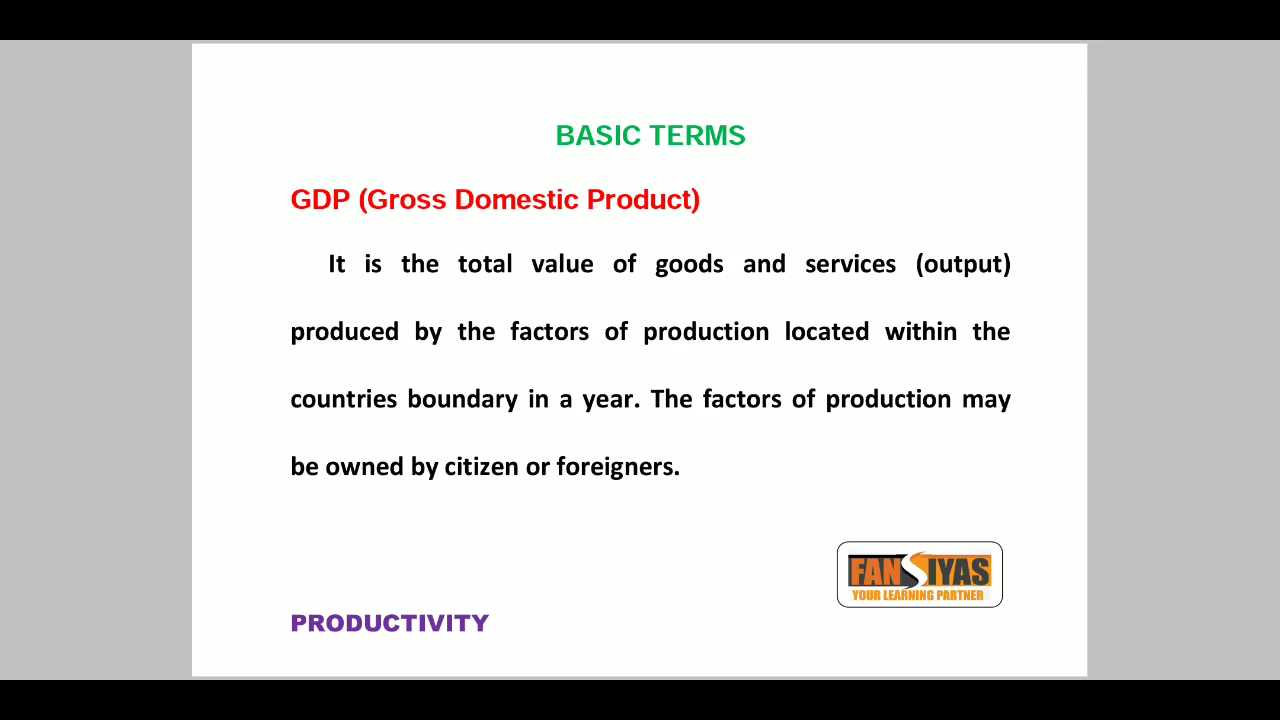 BASIC TERMS
GDP (Gross Domestic Product)
It is the total value of goods and services (output)
produced by the factors of production located within the
countries boundary in a year. The factors of production may
be owned by citizen or foreigners.
FANSIYAS
YOUR LEARNING PARTNER
PRODUCTIVITY